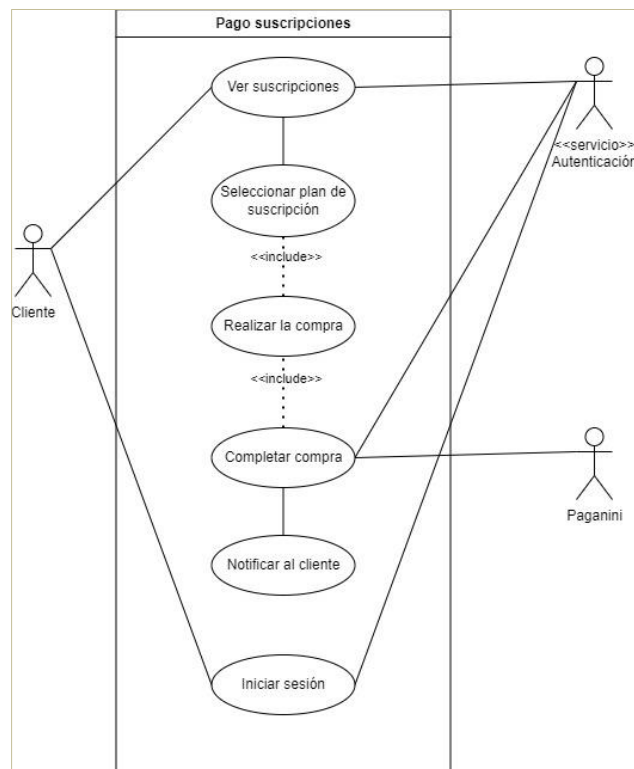 Pago suscripciones
Ver suscripciones
<<servicio>>
Autenticación
Seleccionar plan de
suscripción
<<include>>
Cliente
Realizar la compra
<<include>>
Completar compra
Paganini
Notificar al cliente
Iniciar sesión